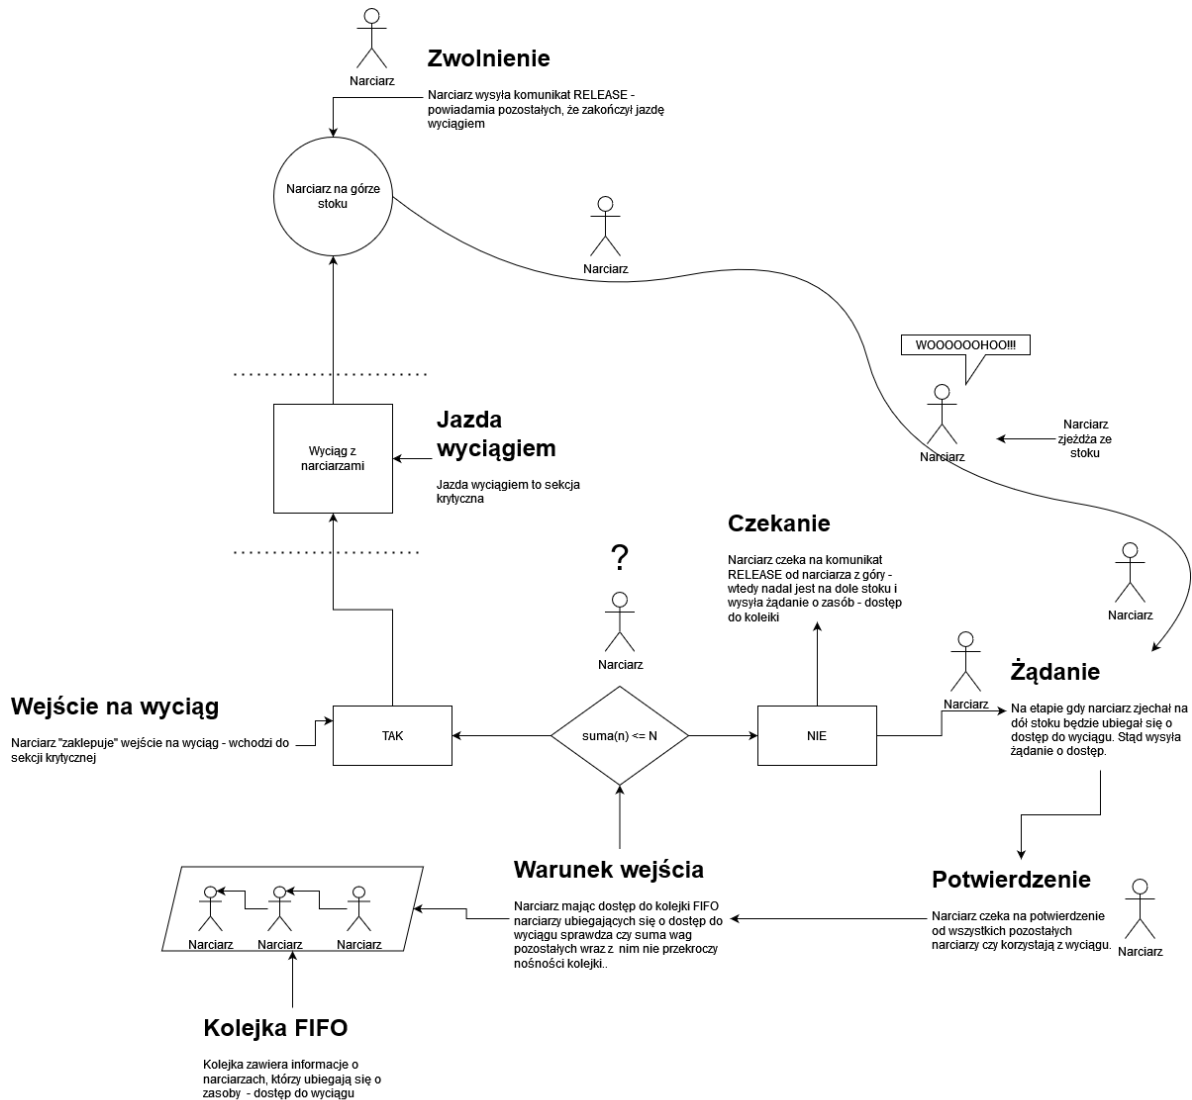 Narciarz
Zwolnienie
Narciarz wysyła komunikat RELEASE -
powiadamia pozostałych, że zakończył jazdę
wyciągiem
Narciarz na górze
stoku
Narciarz
WOOOOOOHOO!!!
Narciarz
Narciarz
zjeżdża ze
stoku
Jazda
wyciągiem
Wyciąg z
narciarzami
Jazda wyciągiem to sekcja
krytyczna
Czekanie
Narciarz czeka na komunikat
RELEASE od narciarza z góry -
wtedy nadal jest na dole stoku i
wysyła żądanie o zasób - dostęp
do kolejki
?
Narciarz
Narciarz
Narciarz
Żądanie
Na etapie gdy narciarz zjechał na
dół stoku będzie ubiegał się o
dostęp do wyciągu. Stąd wysyła
żądanie o dostęp.
Wejście na wyciąg
Narciarz "zaklepuje" wejście na wyciąg - wchodzi do
sekcji krytycznej
TAK
suma(n) <= N
NIE
Warunek wejścia
Narciarz mając dostęp do kolejki FIFO
narciarzy ubiegających się o dostęp do
wyciągu sprawdza czy suma wag
pozostałych wraz z nim nie przekroczy
nośności kolejki..
Potwierdzenie
Narciarz czeka na potwierdzenie
od wszystkich pozostałych
narciarzy czy korzystają z wyciągu.
Narciarz
Narciarz
Narciarz
Narciarz
Kolejka FIFO
Kolejka zawiera informacje o
narciarzach, którzy ubiegają się o
zasoby - dostęp do wyciągu